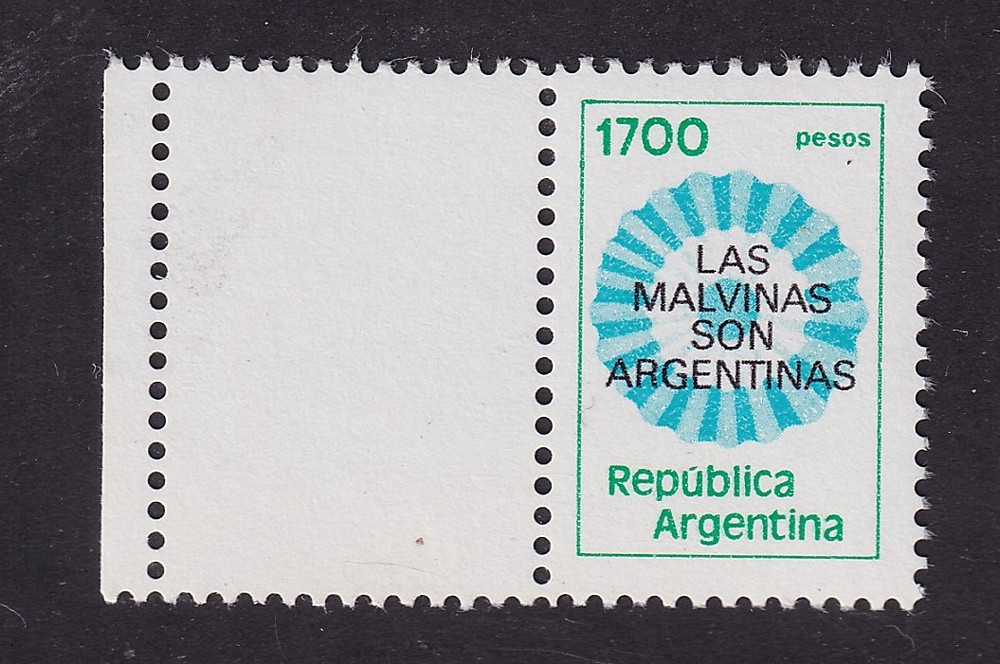 1700 pesos
LAS
MALVINAS
SON
ARGENTINAS
República
Argentina